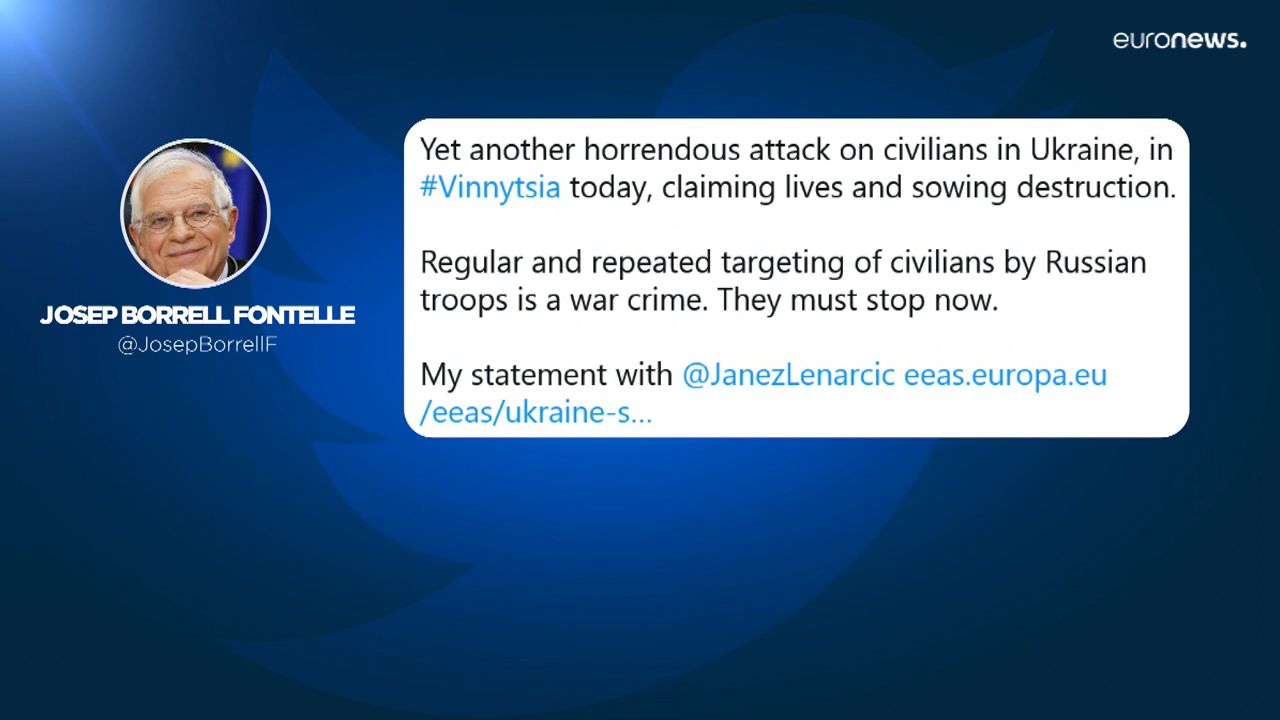 euronews.
JOSEP BORRELL FONTELLE
@JosepBorrellF
Yet another horrendous attack on civilians in Ukraine, in
#Vinnytsia today, claiming lives and sowing destruction.
Regular and repeated targeting of civilians by Russian
troops is a war crime. They must stop now.
My statement with @JanezLenarcic eeas.europa.eu
/eeas/ukraine-s...